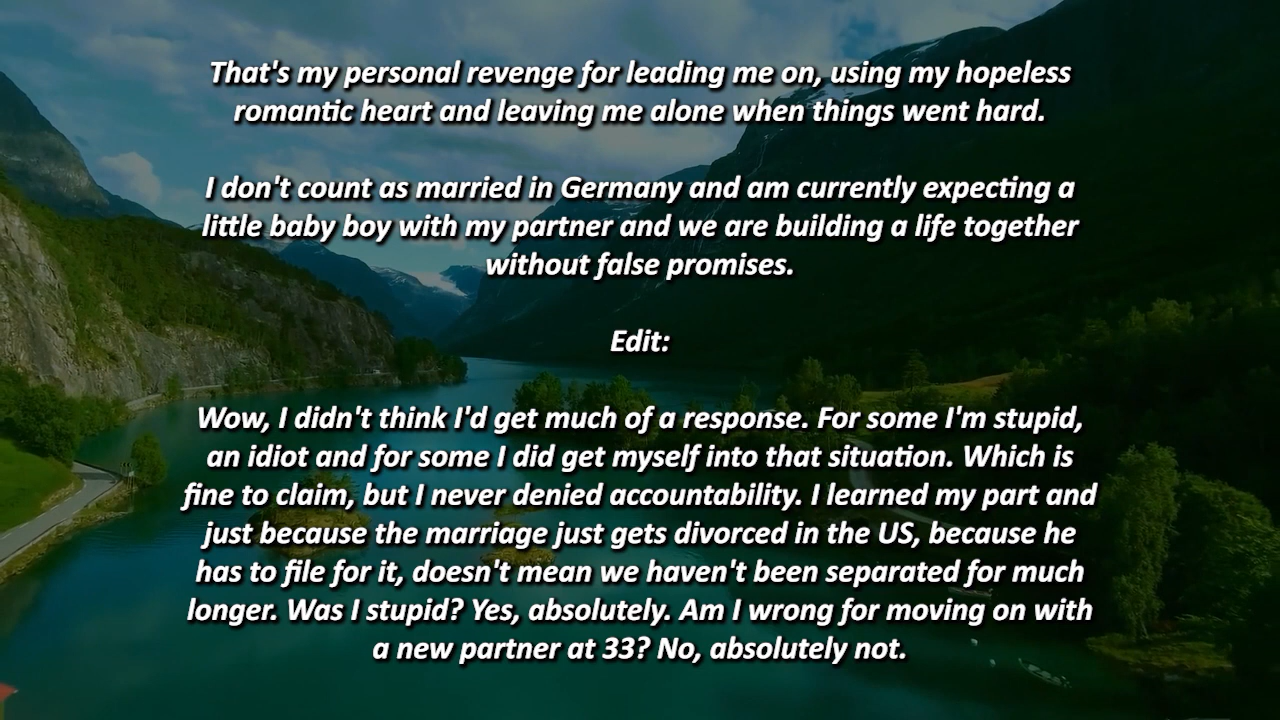 That's my personal revenge for leading me on, using my hopeless
romantic heart and leaving me alone when things went hard.
I don't count as married in Germany and am currently expecting a
little baby boy with my partner and we are building a life together
without false promises.
Edit:
Wow, I didn't think I'd get much of a response. For some I'm stupid,
an idiot and for some I did get myself into that situation. Which is
fine to claim, but I never denied accountability. I learned my part and
just because the marriage just gets divorced in the US, because he
has to file for it, doesn't mean we haven't been separated for much
longer. Was I stupid? Yes, absolutely. Am I wrong for moving on with
a new partner at 33? No, absolutely not.